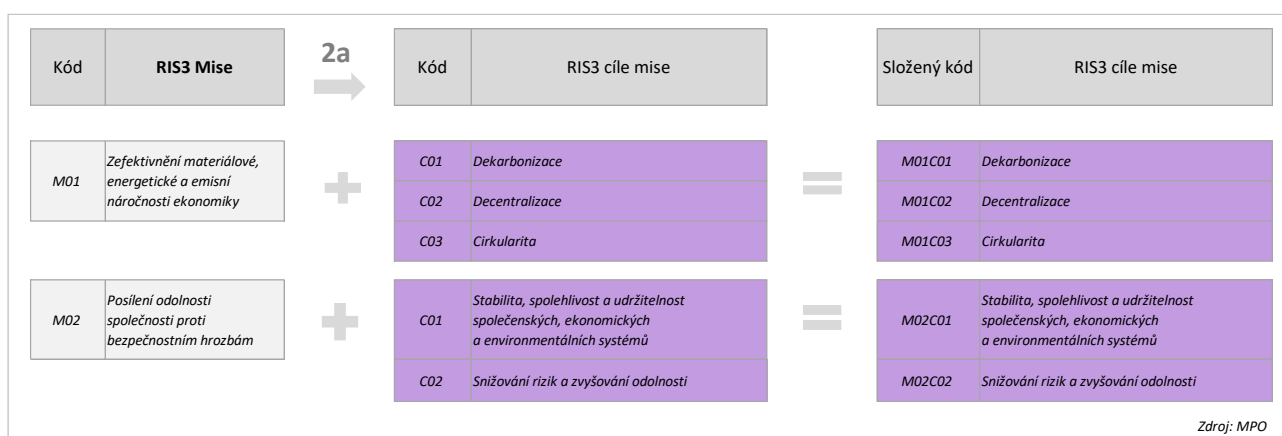 Kód
RIS3 Mise
2a
Kód
RIS3 cíle mise
Složený kód
RIS3 cíle mise
M01
Zefektivnění materiálové,
energetické a emisní
náročnosti ekonomiky
C01
Dekarbonizace
C02
Decentralizace
C03
Cirkularita
M01C01
Dekarbonizace
M01C02
Decentralizace
M01C03
Cirkularita
M02
Posílení odolnosti
společnosti proti
bezpečnostním hrozbám
C01
Stabilita, spolehlivost a udržitelnost
společenských, ekonomických
a environmentálních systémů
C02
Snižování rizik a zvyšování odolnosti
M02C01
Stabilita, spolehlivost a udržitelnost
společenských, ekonomických
a environmentálních systémů
M02C02
Snižování rizik a zvyšování odolnosti
Zdroj: MPO